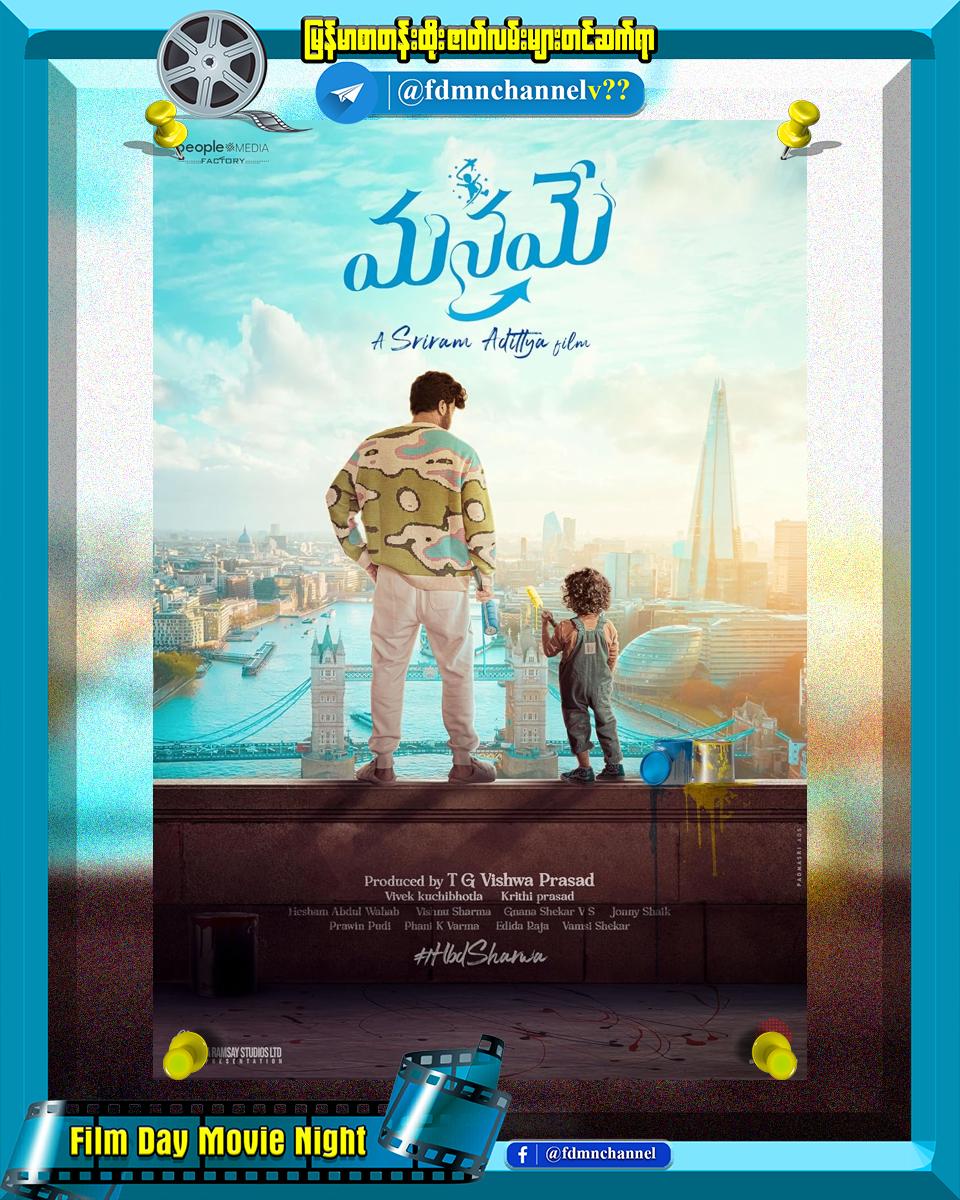 မြန်မာစာတန်းထိုးဇာတ်လမ်းများတင်ဆက်ရာ
@fdmnchannelv??
people MEDIA
FACTORY
మనమే
A Sriram Adittya film
Produced by T G Vishwa Prasad
Vivek kuchibhotla Krithi prasad
Hesham Abdul Wahab Vishnu Sharma Gnana Shekar V S Jonny Shaik
Prawin Pudi Phani K Varma Edida Raja Vamsi Shekar
#HbdSharwa
PADMASRI ADS
RAMSAY STUDIOS LTD
PRESENTATION
Film Day Movie Night
f @fdmnchannel